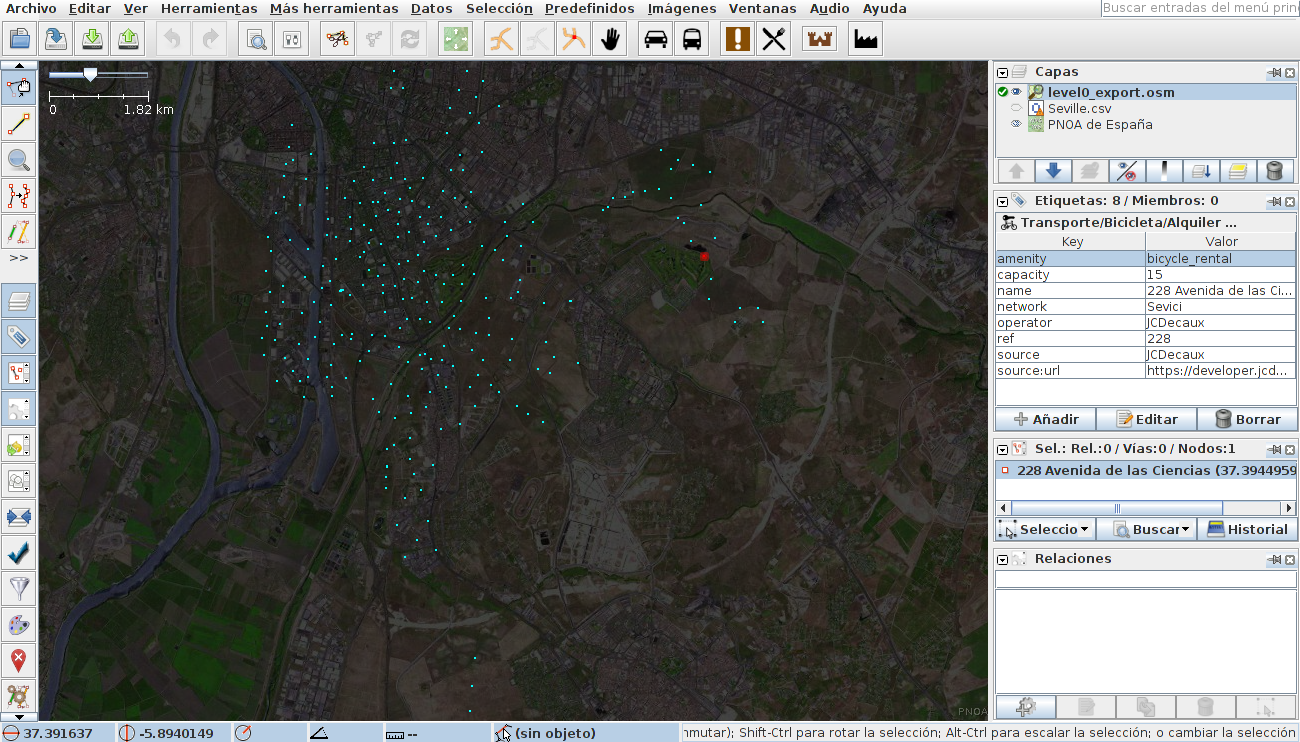 Archivo Editar Ver Herramientas Más herramientas Datos Selección Predefinidos Imágenes Ventanas Audio Ayuda
Buscar entradas del menú prin
0 1.82 km
>>
Capas
level0_export.osm
Seville.csv
PNOA de España
Etiquetas: 8 / Miembros: 0
Transporte/Bicicleta/Alquiler ...
Key Valor
amenity bicycle_rental
capacity 15
name 228 Avenida de las Ci...
network Sevici
operator JCDecaux
ref 228
source JCDecaux
source:url https://developer.jcd...
Añadir Editar Borrar
Sel.: Rel.:0 / Vías:0 / Nodos:1
228 Avenida de las Ciencias (37.3944959
Seleccio Buscar Historial
Relaciones
PNOA
37.391637 -5.8940149 -- (sin objeto) nmutar); Shift-Ctrl para rotar la selección; Alt-Ctrl para escalar la selección; o cambiar la selección